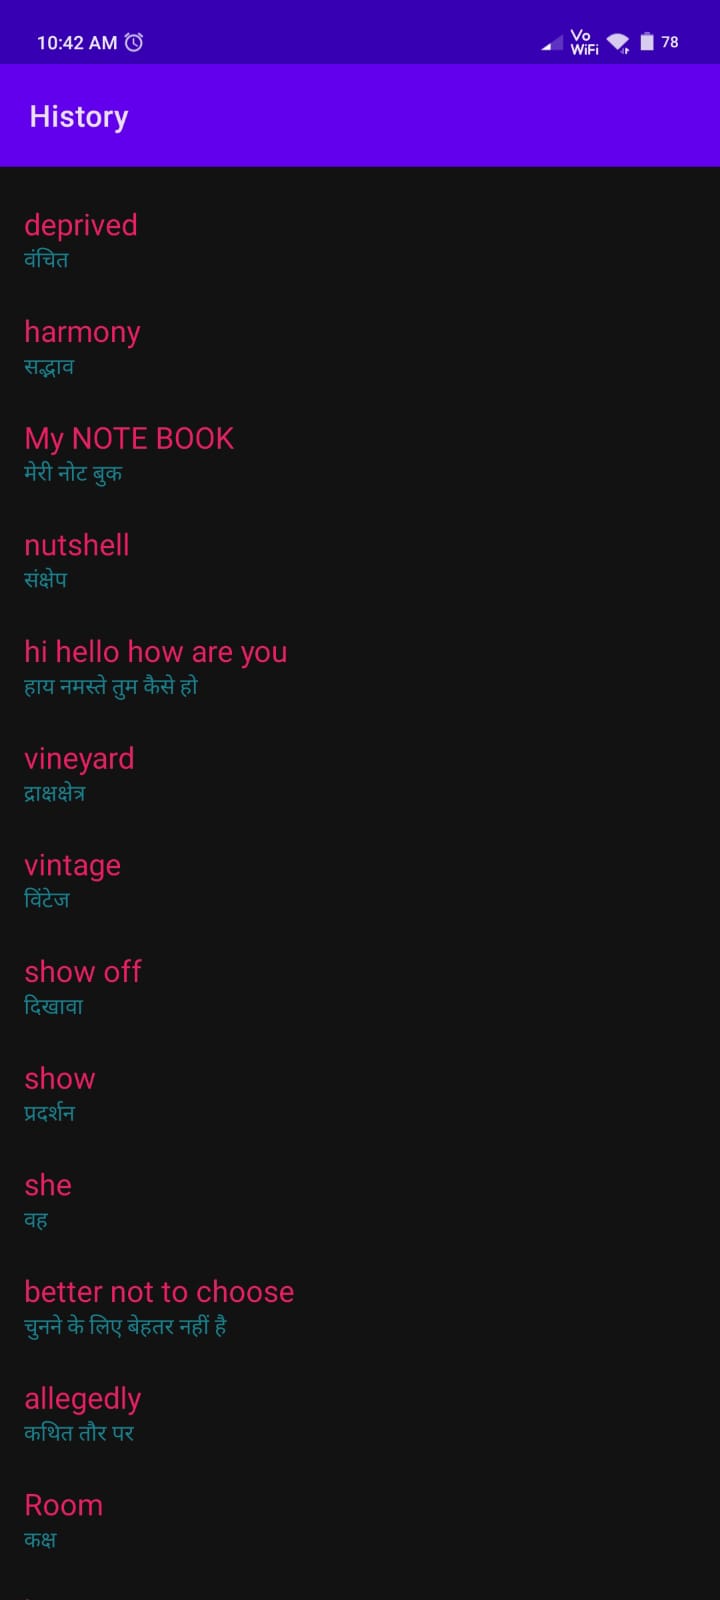 10:42 AM
Vo
WiFi
78
History
deprived
वंचित
harmony
सद्भाव
My NOTE BOOK
मेरी नोट बुक
nutshell
संक्षेप
hi hello how are you
हाय नमस्ते तुम कैसे हो
vineyard
द्राक्षक्षेत्र
vintage
विंटेज
show off
दिखावा
show
प्रदर्शन
she
वह
better not to choose
चुनने के लिए बेहतर नहीं है
allegedly
कथित तौर पर
Room
कक्ष